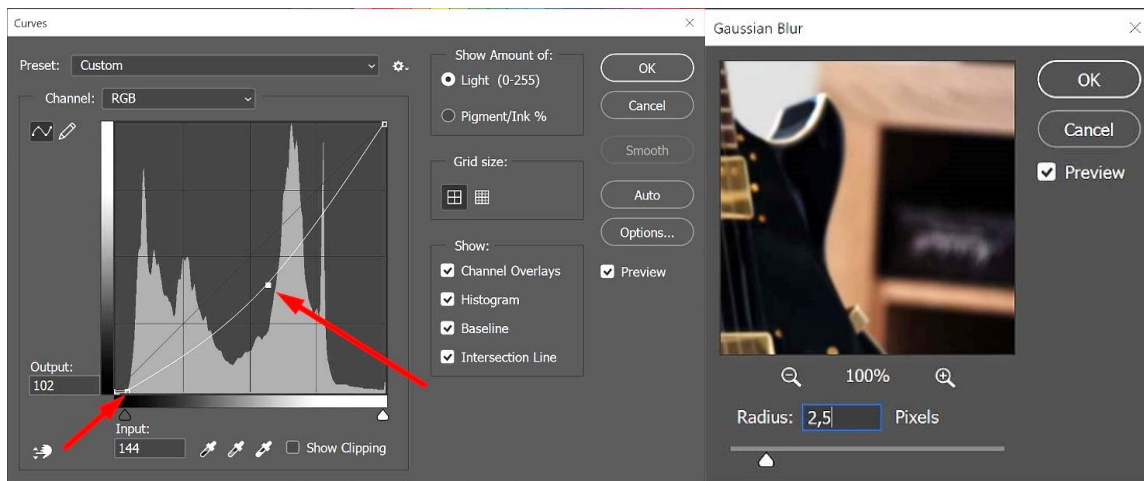 Curves
Preset: Custom
Channel: RGB
Output:
102
Input:
144
Show Clipping
Show Amount of:
Light (0-255)
Pigment/Ink %
Grid size:
Show:
Channel Overlays
Histogram
Baseline
Intersection Line
OK
Cancel
Smooth
Auto
Options...
Preview
Gaussian Blur
OK
Cancel
Preview
100%
Radius: 2,5 Pixels